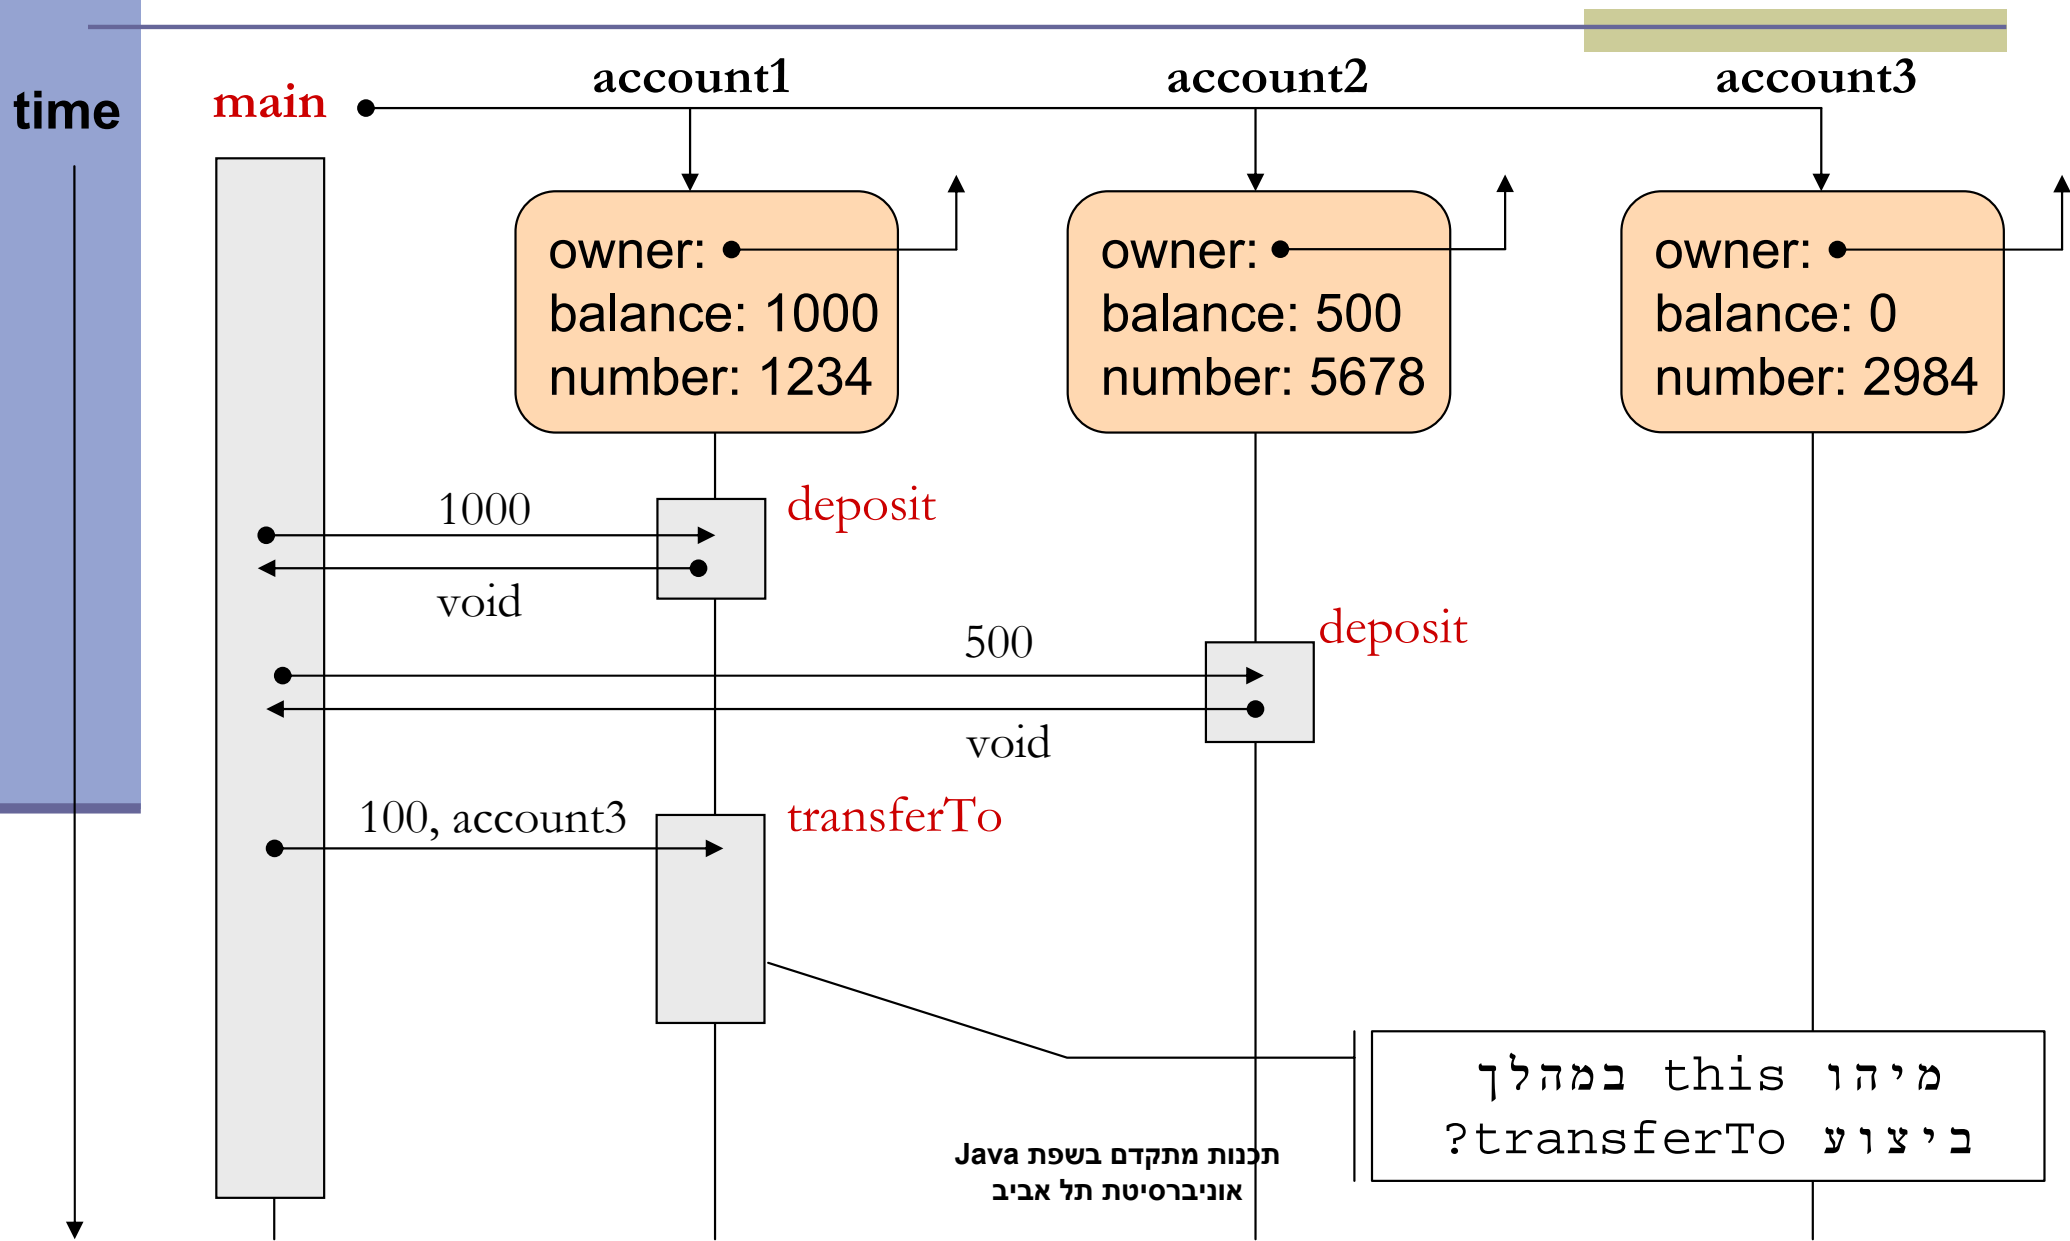 time
main
account1
account2
account3
owner:
balance: 1000
number: 1234
owner:
balance: 500
number: 5678
owner:
balance: 0
number: 2984
1000
deposit
void
500
deposit
void
100, account3
transferTo
מיהו this במהלך
ביצוע transferTo?
תכנות מתקדם בשפת Java
אוניברסיטת תל אביב